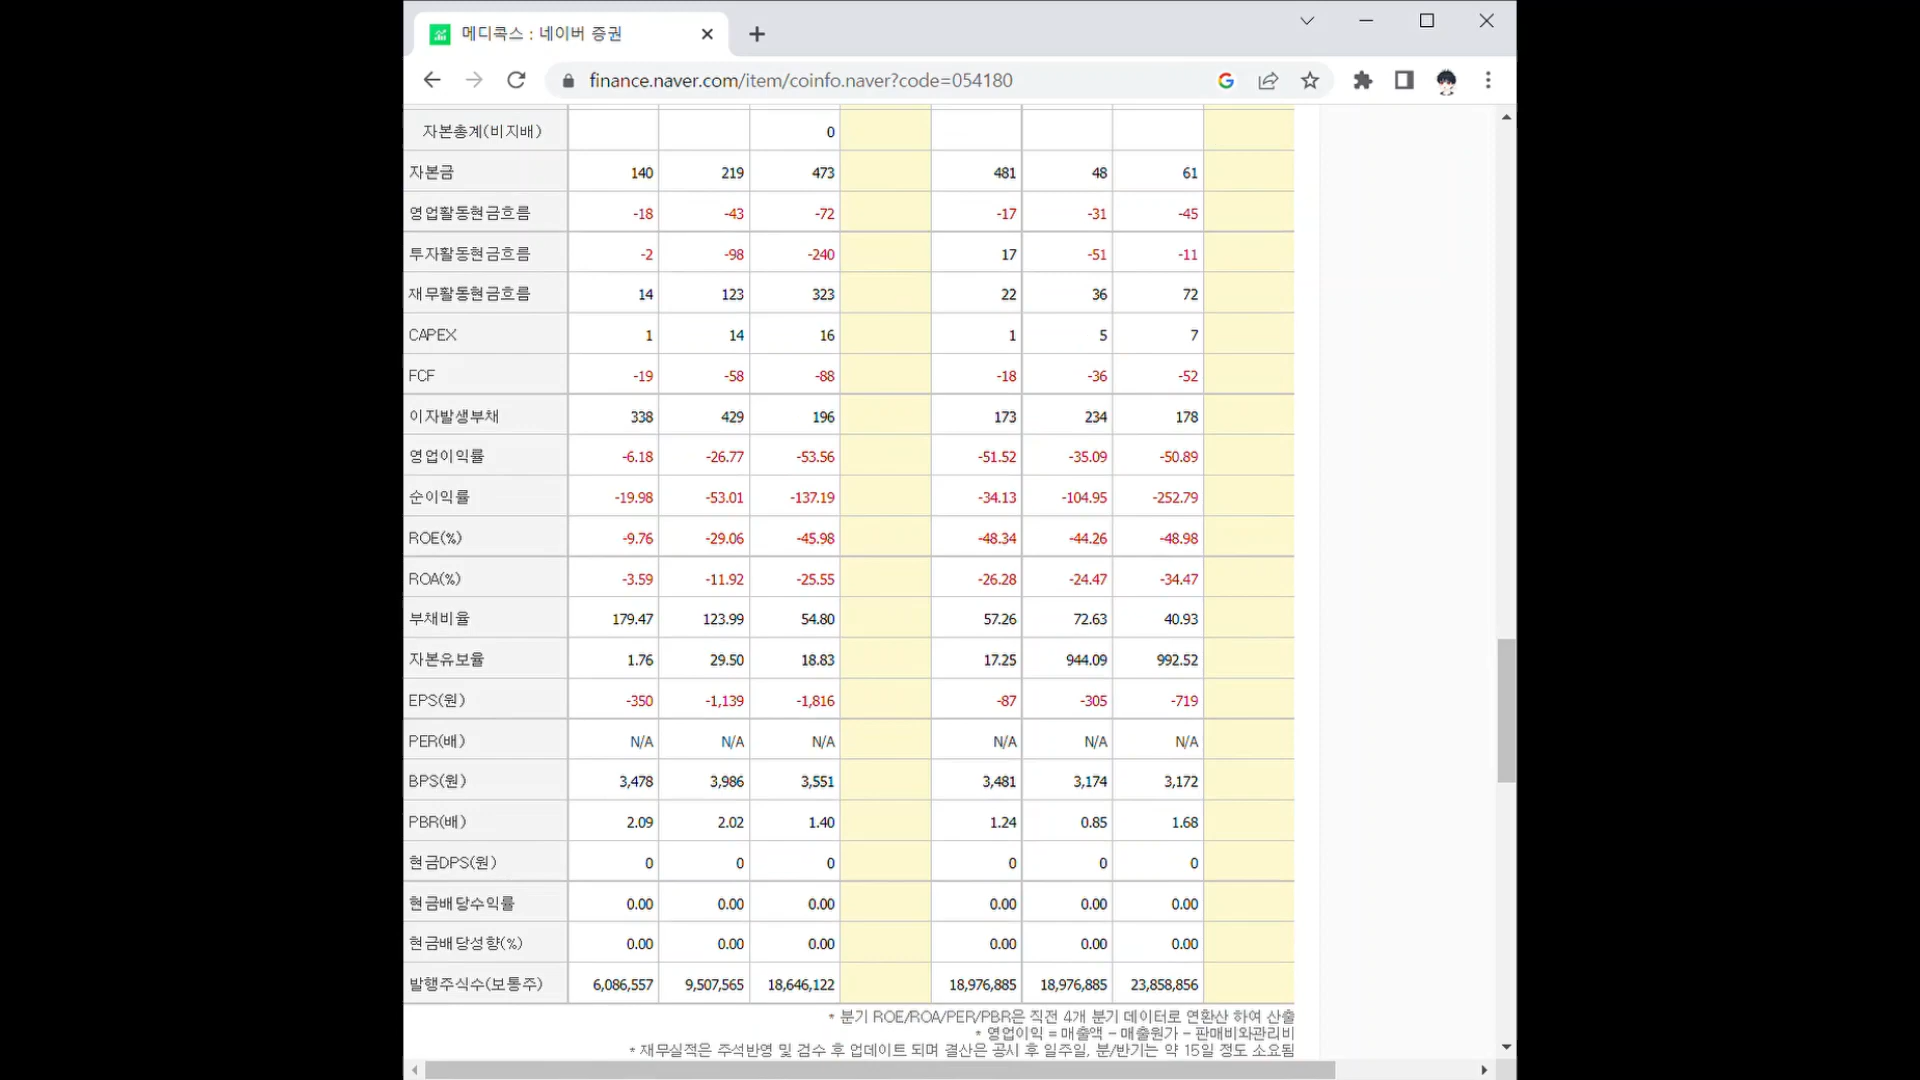 메디콕스 : 네이버 증권
finance.naver.com/item/coinfo.naver?code=054180
자본총계(비지배) 0
자본금 140 219 473 481 48 61
영업활동현금흐름 -18 -43 -72 -17 -31 -45
투자활동현금흐름 -2 -98 -240 17 -51 -11
재무활동현금흐름 14 123 323 22 36 72
CAPEX 1 14 16 1 5 7
FCF -19 -58 -88 -18 -36 -52
이자발생부채 338 429 196 173 234 178
영업이익률 -6.18 -26.77 -53.56 -51.52 -35.09 -50.89
순이익률 -19.98 -53.01 -137.19 -34.13 -104.95 -252.79
ROE(%) -9.76 -29.06 -45.98 -48.34 -44.26 -48.98
ROA(%) -3.59 -11.92 -25.55 -26.28 -24.47 -34.47
부채비율 179.47 123.99 54.80 57.26 72.63 40.93
자본유보율 1.76 29.50 18.83 17.25 944.09 992.52
EPS(원) -350 -1,139 -1,816 -87 -305 -719
PER(배) N/A N/A N/A N/A N/A N/A
BPS(원) 3,478 3,986 3,551 3,481 3,174 3,172
PBR(배) 2.09 2.02 1.40 1.24 0.85 1.68
현금DPS(원) 0 0 0 0 0 0
현금배당수익률 0.00 0.00 0.00 0.00 0.00 0.00
현금배당성향(%) 0.00 0.00 0.00 0.00 0.00 0.00
발행주식수(보통주) 6,086,557 9,507,565 18,646,122 18,976,885 18,976,885 23,858,856
* 분기 ROE/ROA/PER/PBR은 직전 4개 분기 데이터로 연환산 하여 산출
* 영업이익 = 매출액 - 매출원가 - 판매비와관리비
* 재무실적은 주석반영 및 검수 후 업데이트 되며 결산은 공시 후 일주일, 분/반기는 약 15일 정도 소요됨